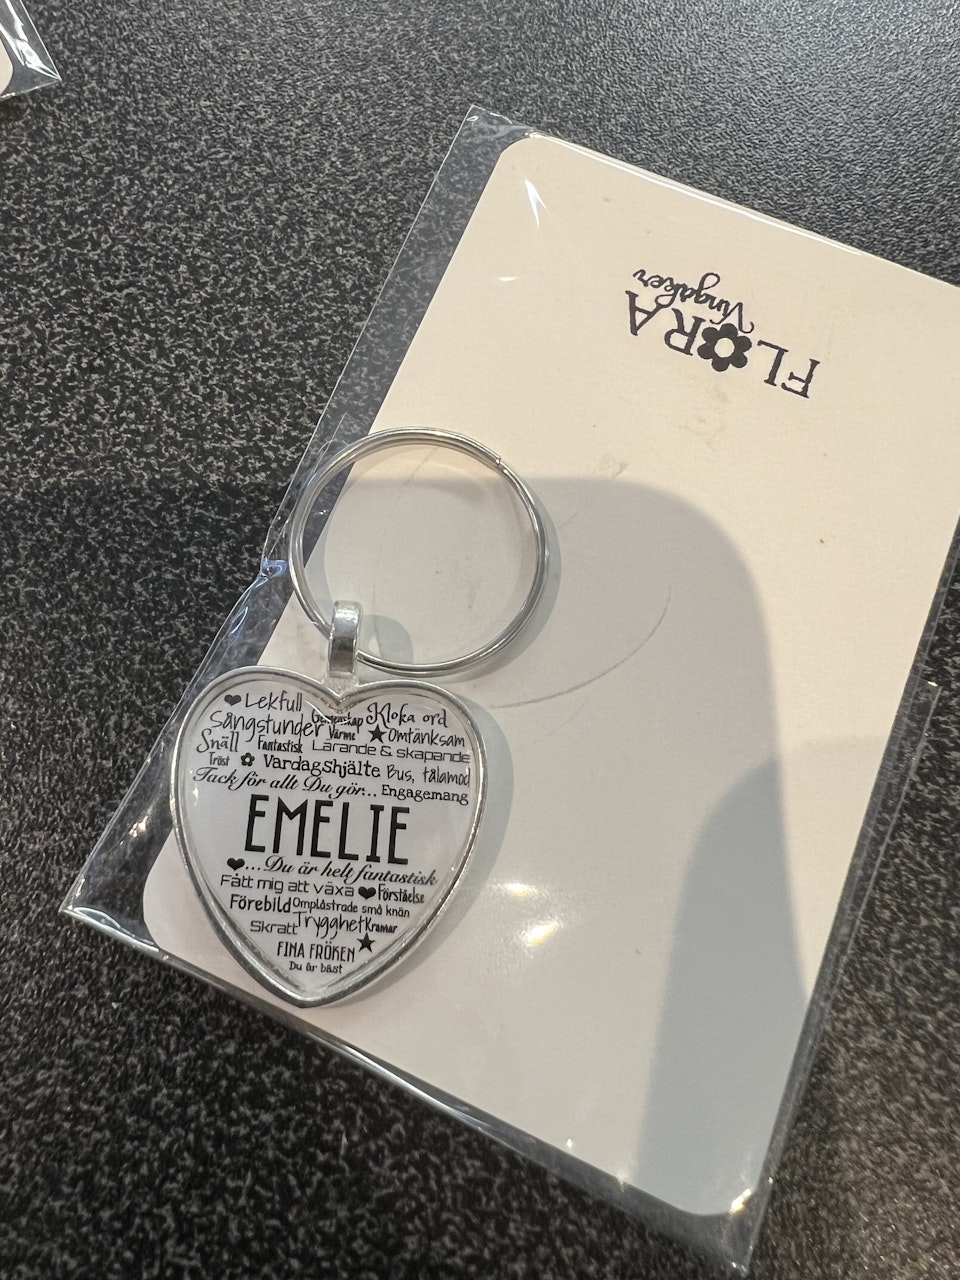 FLORA
Vingåker
Lekfull Gemenskap Kloka ord
Sångstunder Värme Omtänksam
Snäll Fantastisk Lärande & skapande
Tröst Vardagshjälte Bus, tålamod
Tack för allt Du gör... Engagemang
EMELIE
...Du är helt fantastisk
Fått mig att växa Förståelse
Förebild Omplåstrade små knän
Skratt Trygghet Kramar
FINA FRÖKEN
Du är bäst